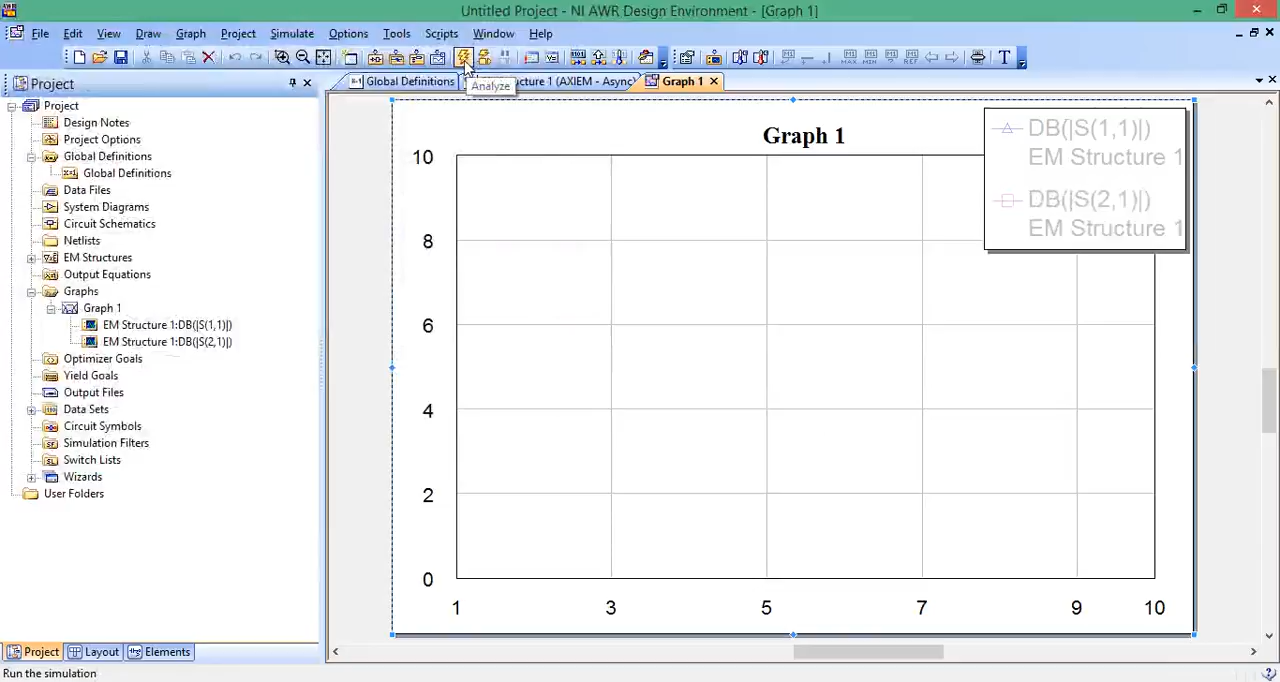 Untitled Project - NI AWR Design Environment - [Graph 1]
File Edit View Draw Graph Project Simulate Options Tools Scripts Window Help
Project
Global Definitions
ructure 1 (AXIEM - Async)
Graph 1
Analyze
Project
Design Notes
Project Options
Global Definitions
Global Definitions
Data Files
System Diagrams
Circuit Schematics
Netlists
EM Structures
Output Equations
Graphs
Graph 1
EM Structure 1:DB(|S(1,1)|)
EM Structure 1:DB(|S(2,1)|)
Optimizer Goals
Yield Goals
Output Files
Data Sets
Circuit Symbols
Simulation Filters
Switch Lists
Wizards
User Folders
Graph 1
DB(|S(1,1)|)
EM Structure 1
DB(|S(2,1)|)
EM Structure 1
10
8
6
4
2
0
1 3 5 7 9 10
Project Layout Elements
Run the simulation